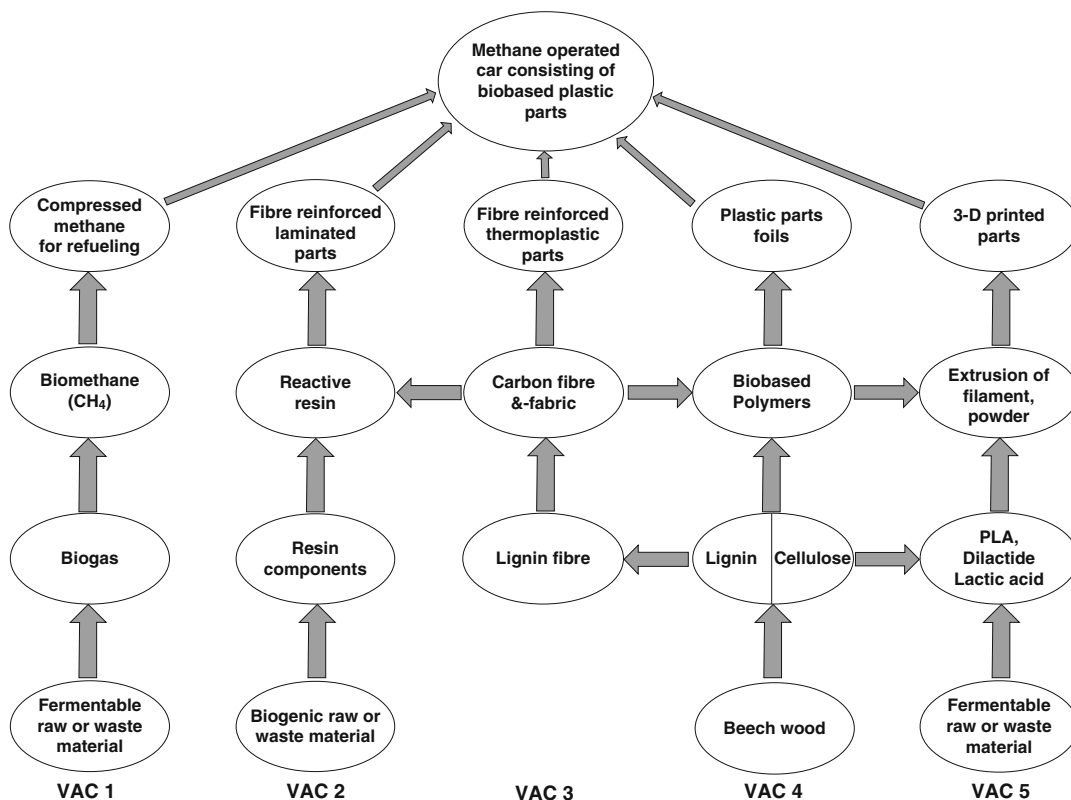 Methane operated
car consisting of
biobased plastic
parts
Compressed
methane
for refueling
Fibre reinforced
laminated
parts
Fibre reinforced
thermoplastic
parts
Plastic parts
foils
3-D printed
parts
Biomethane
(CH₄)
Reactive
resin
Carbon fibre
&-fabric
Biobased
Polymers
Extrusion of
filament,
powder
Biogas
Resin
components
Lignin fibre
Lignin
Cellulose
PLA,
Dilactide
Lactic acid
Fermentable
raw or waste
material
Biogenic raw or
waste material
Beech wood
Fermentable
raw or waste
material
VAC 1
VAC 2
VAC 3
VAC 4
VAC 5